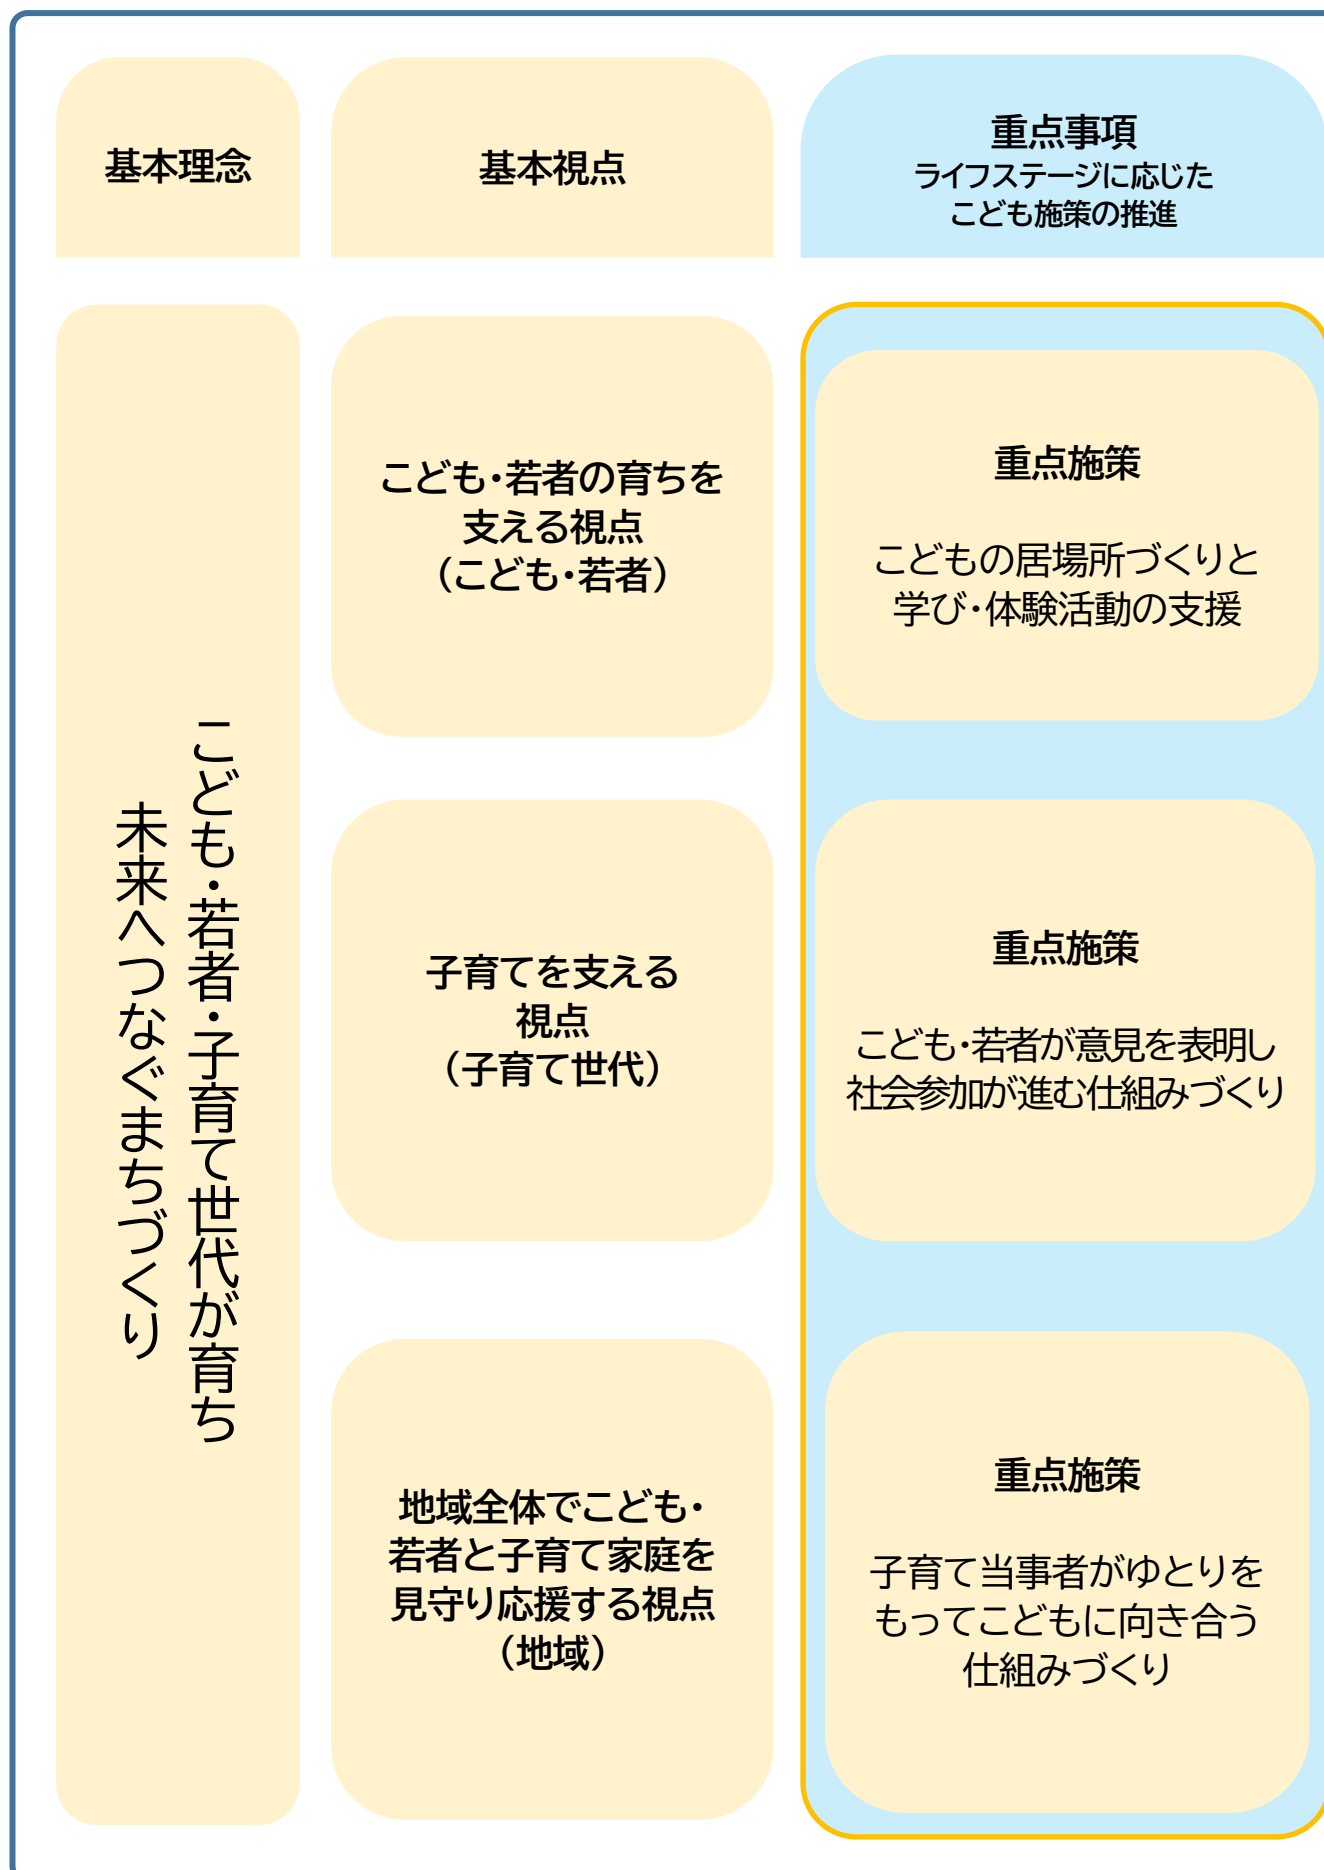 基本理念
基本視点
重点事項
ライフステージに応じた
こども施策の推進
こども・若者・子育て世代が育ち
未来へつなぐまちづくり
こども・若者の育ちを
支える視点
（こども・若者）
子育てを支える
視点
（子育て世代）
地域全体でこども・
若者と子育て家庭を
見守り応援する視点
（地域）
重点施策
こどもの居場所づくりと
学び・体験活動の支援
重点施策
こども・若者が意見を表明し
社会参加が進む仕組みづくり
重点施策
子育て当事者がゆとりを
もってこどもに向き合う
仕組みづくり